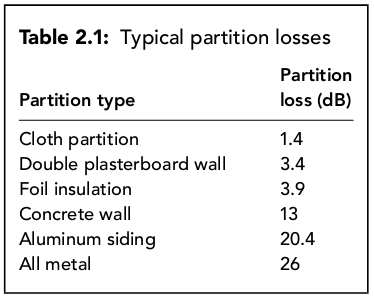 Table 2.1: Typical partition losses
Partition
Partition type loss (dB)
Cloth partition 1.4
Double plasterboard wall 3.4
Foil insulation 3.9
Concrete wall 13
Aluminum siding 20.4
All metal 26